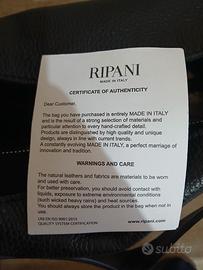 RIPANI
MADE IN ITALY
CERTIFICATE OF AUTHENTICITY
Dear Customer,
The bag you have purchased is entirely MADE IN ITALY
and is the result of a strong selection of materials and
particular attention to every hand-crafted detail.
Products are distinguished by high quality and unique
design, always in line with current trends.
A constantly evolving MADE IN ITALY, a perfect marriage of
innovation and tradition.
WARNINGS AND CARE
The natural leathers and fabrics are materials to be worn
and used with care.
For better preservation, you should avoid contact with
liquids, exposure to extreme environmental conditions
(such wicked heavy rains) and heat sources.
You should always store the product in the bag when not in
use.
UNI EN ISO 9001:2015
QUALITY SYSTEM CERTIFICATION
www.ripani.com
subito